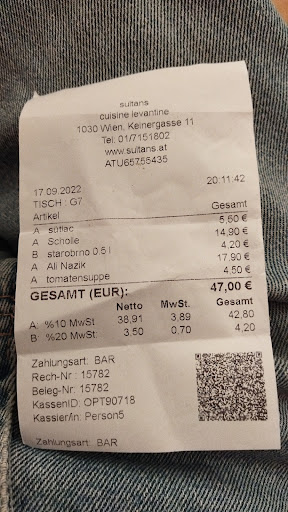 sultans
cuisine levantine
1030 Wien, Kelnergasse 11
Tel: 01/7151802
www.sultans.at
ATU65755435
17.09.2022 20:11:42
TISCH : G7
Artikel Gesamt
A sütlac 5,50 €
A Scholle 14,90 €
B starobrno 0.5 l 4,20 €
A Ali Nazik 17,90 €
A tomatensuppe 4,50 €
GESAMT (EUR): 47,00 €
Netto MwSt. Gesamt
A: %10 MwSt 38,91 3,89 42,80
B: %20 MwSt: 3,50 0,70 4,20
Zahlungsart: BAR
Rech-Nr : 15782
Beleg-Nr: 15782
KassenID: OPT90718
Kassier/in: Person5
Zahlungsart: BAR